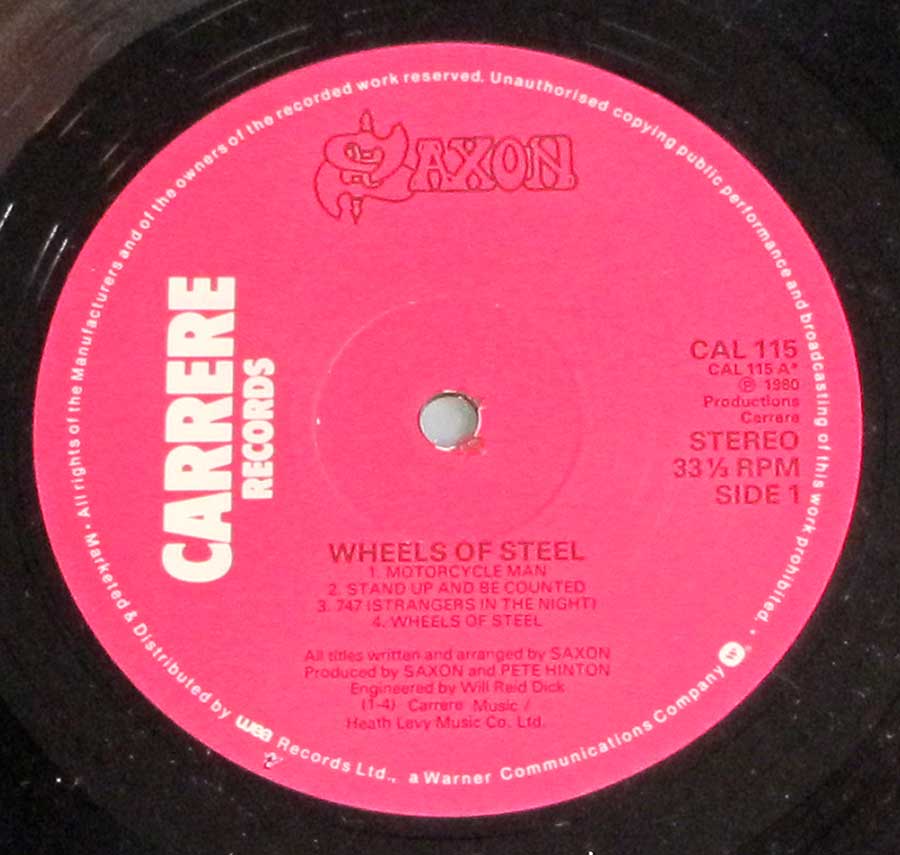 SAXON
CARRERE
RECORDS
CAL 115
CAL 115 A*
℗ 1980
Productions
Carrere
STEREO
33⅓ RPM
SIDE 1
WHEELS OF STEEL
1. MOTORCYCLE MAN
2. STAND UP AND BE COUNTED
3. 747 (STRANGERS IN THE NIGHT)
4. WHEELS OF STEEL
All titles written and arranged by SAXON
Produced by SAXON and PETE HINTON
Engineered by Will Reid Dick
(1-4) Carrere Music /
Heath Levy Music Co. Ltd.
• All rights of the Manufacturers and of the owners of the recorded work reserved. Unauthorised copying public performance and broadcasting of this work prohibited. •
Marketed & Distributed by wea Records Ltd., a Warner Communications Company W